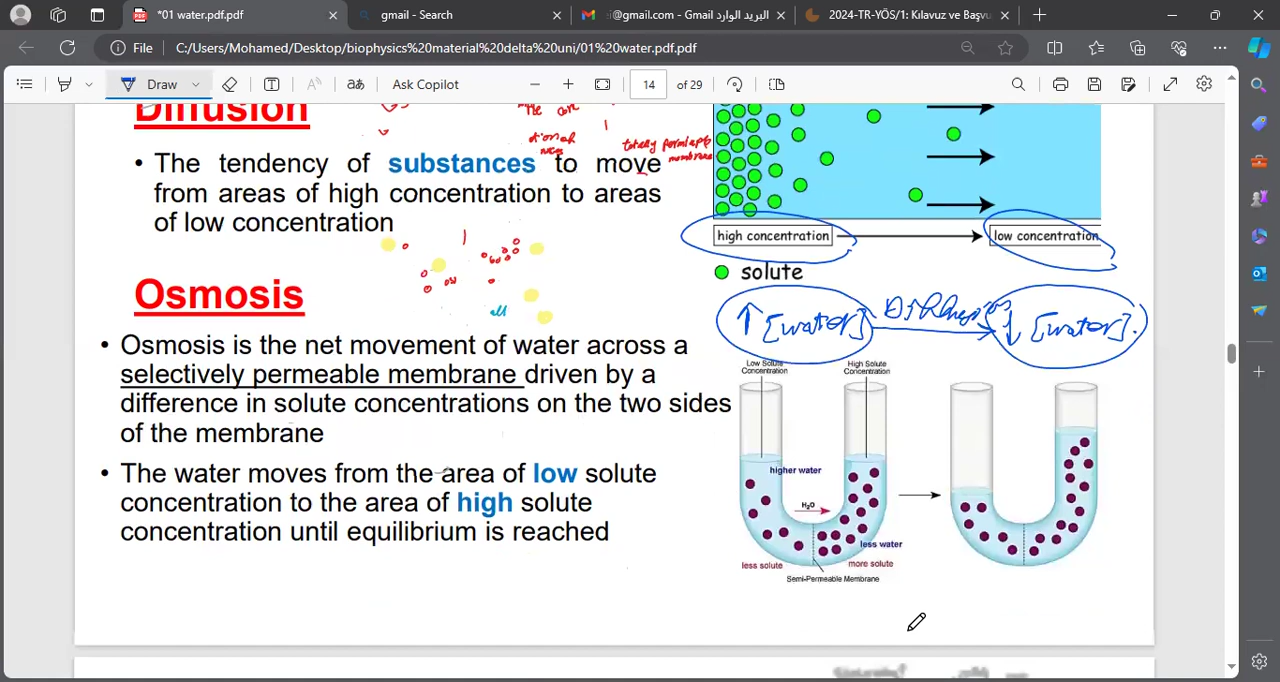 *01 water.pdf.pdf
gmail - Search
i@gmail.com - Gmail البريد الوارد
2024-TR-YÖS/1: Kılavuz ve Başvu
File
C:/Users/Mohamed/Desktop/biophysics%20material%20delta%20uni/01%20water.pdf.pdf
Draw
Ask Copilot
14
of 29
Diffusion
the
totally
membrane
• The tendency of substances to move
from areas of high concentration to areas
of low concentration
high concentration
low concentration
solute
↑ [water]
Diffusion
↓ [water].
Osmosis
• Osmosis is the net movement of water across a
selectively permeable membrane driven by a
difference in solute concentrations on the two sides
of the membrane
• The water moves from the area of low solute
concentration to the area of high solute
concentration until equilibrium is reached
Low Solute
Concentration
High Solute
Concentration
higher water
H₂O
less water
less solute
more solute
Semi-Permeable Membrane